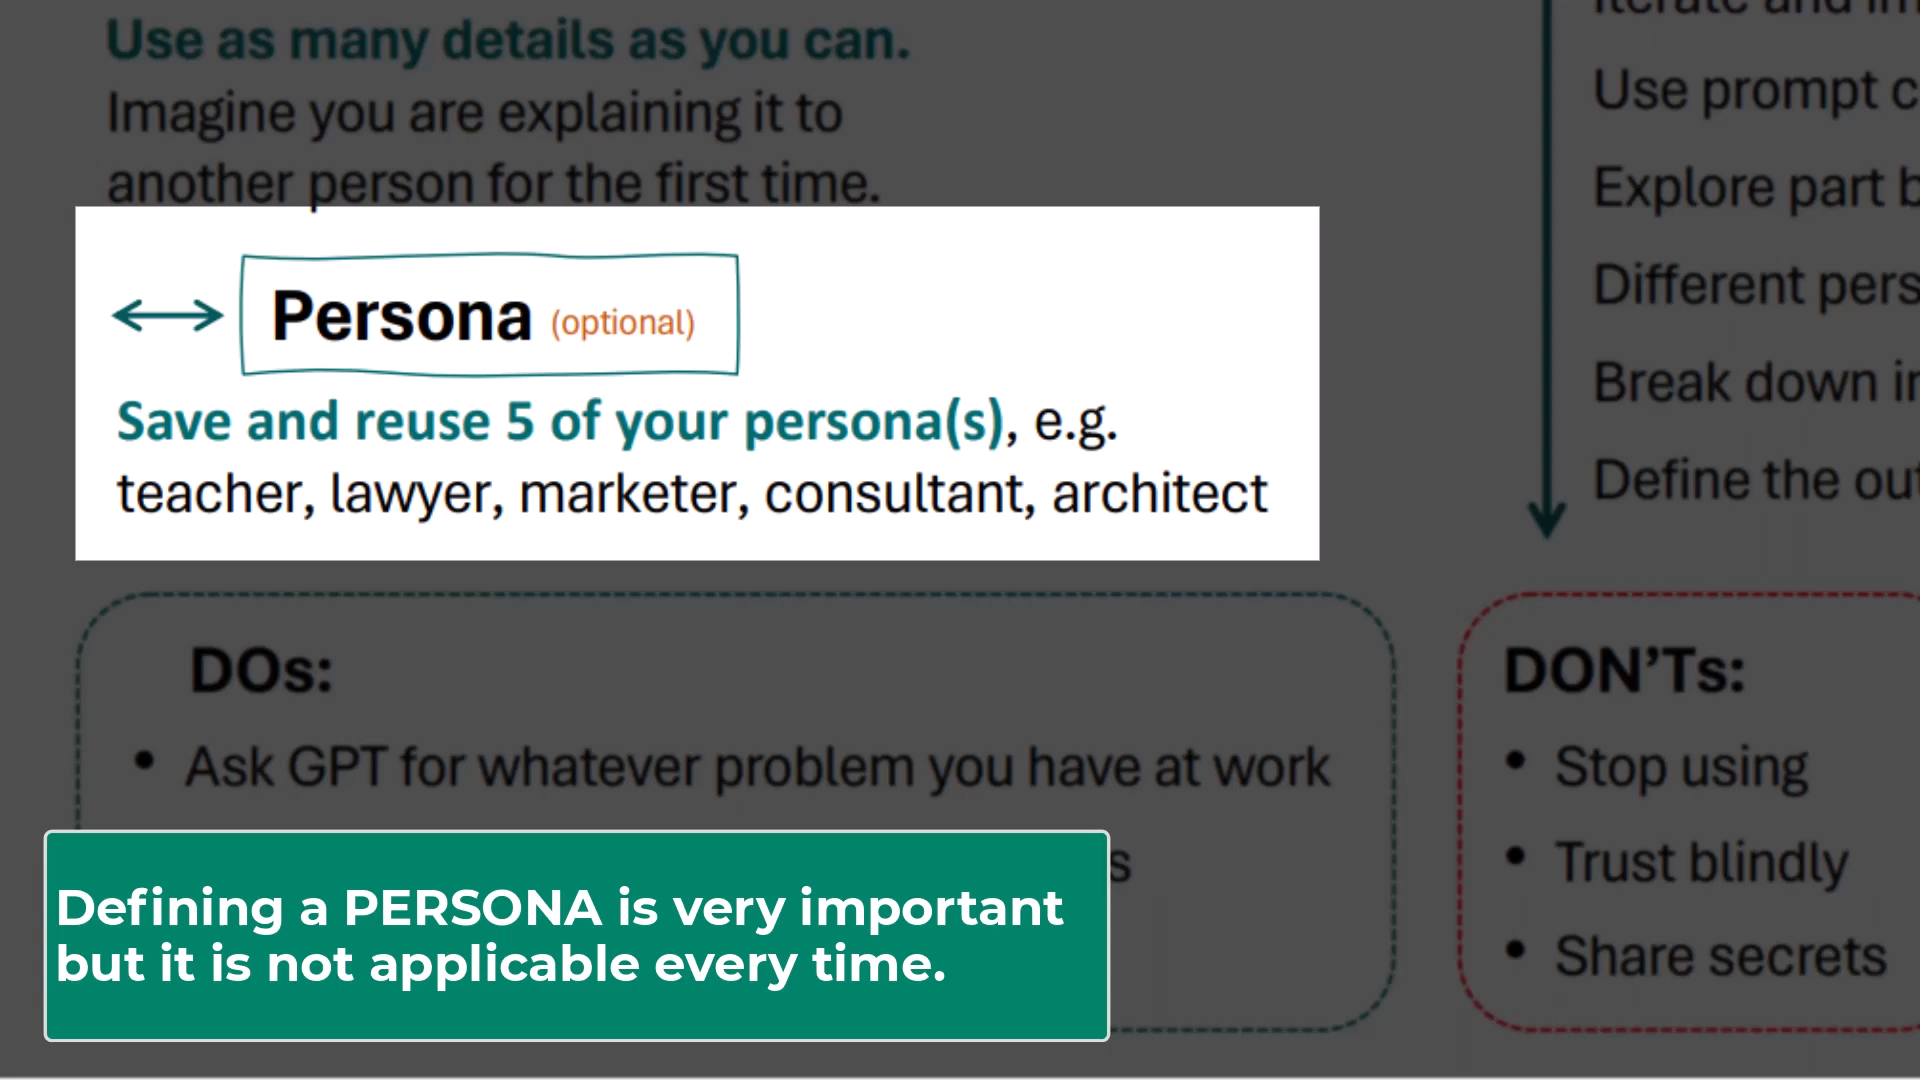 Use as many details as you can.
Imagine you are explaining it to
another person for the first time.
Persona (optional)
Save and reuse 5 of your persona(s), e.g.
teacher, lawyer, marketer, consultant, architect
Use prompt
Explore part
Different
Break down
Define the
DOs:
• Ask GPT for whatever problem you have at work
DON’Ts:
• Stop using
• Trust blindly
• Share secrets
Defining a PERSONA is very important
but it is not applicable every time.